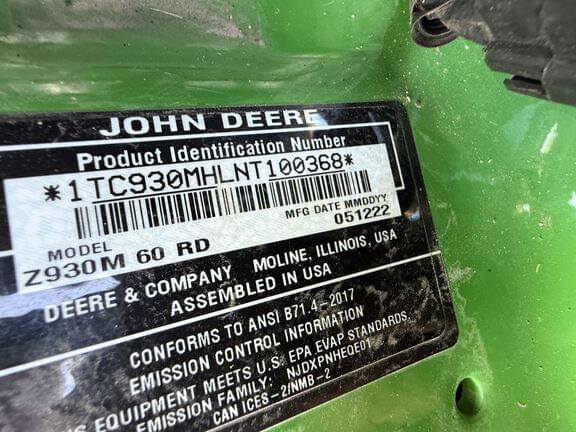 JOHN DEERE
Product Identification Number
*1TC930MHLNT100368*
MFG DATE MMDDYY
051222
MODEL
Z930M 60 RD
DEERE & COMPANY MOLINE, ILLINOIS, USA
ASSEMBLED IN USA
CONFORMS TO ANSI B71.4-2017
EMISSION CONTROL INFORMATION
EQUIPMENT MEETS U.S. EPA EVAP STANDARDS.
EMISSION FAMILY: NJDXPNHEQE01
CAN ICES-2/NMB-2